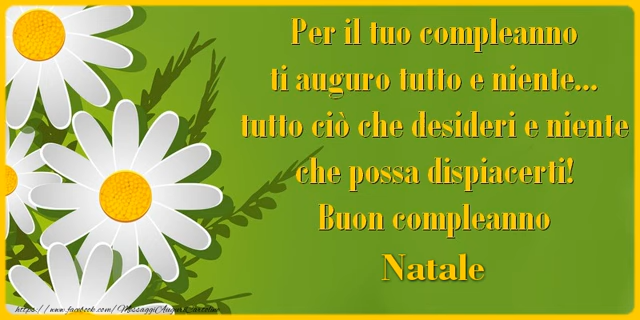 Per il tuo compleanno
ti auguro tutto e niente...
tutto ciò che desideri e niente
che possa dispiacerti!
Buon compleanno
Natale